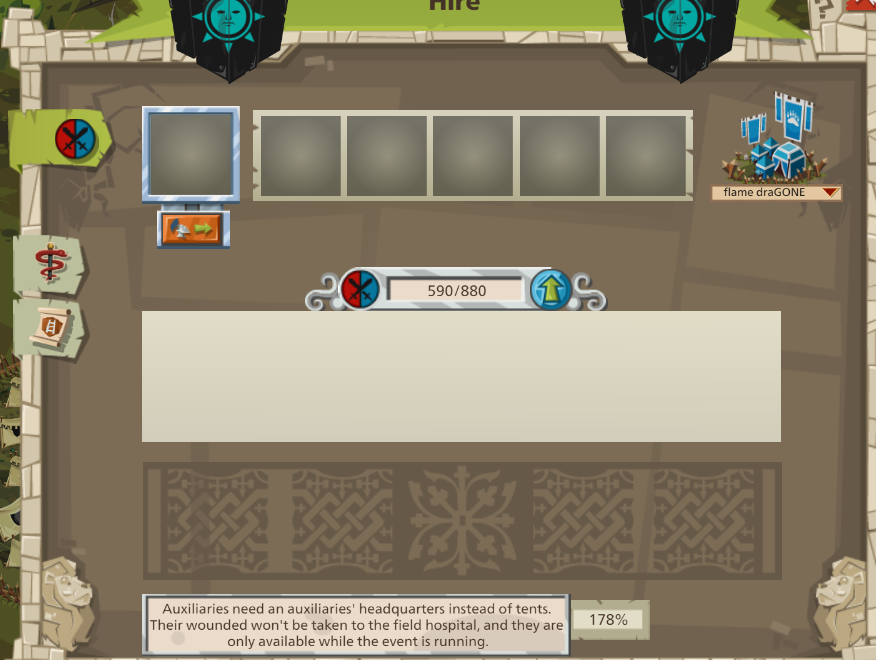 Hire
flame draGONE
590/880
Auxiliaries need an auxiliaries' headquarters instead of tents.
Their wounded won't be taken to the field hospital, and they are
only available while the event is running.
178%